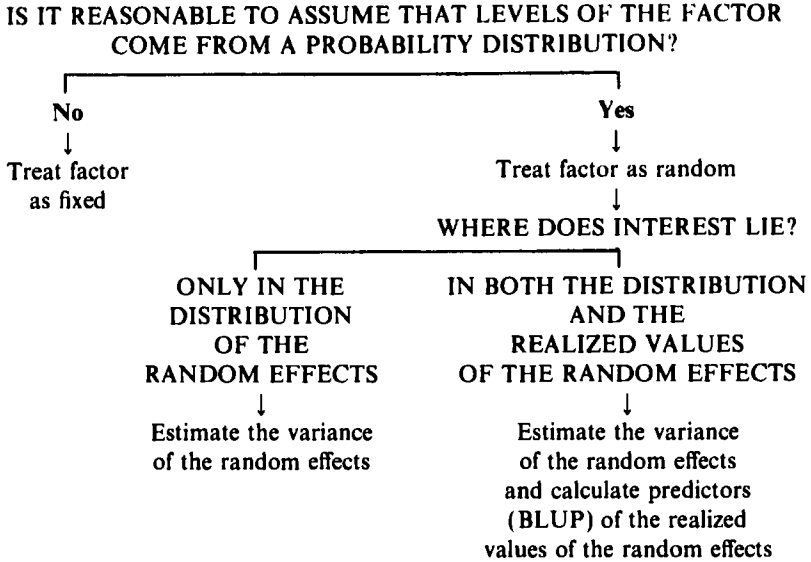 IS IT REASONABLE TO ASSUME THAT LEVELS OF THE FACTOR
COME FROM A PROBABILITY DISTRIBUTION?
No
Treat factor
as fixed
Yes
Treat factor as random
WHERE DOES INTEREST LIE?
ONLY IN THE
DISTRIBUTION
OF THE
RANDOM EFFECTS
Estimate the variance
of the random effects
IN BOTH THE DISTRIBUTION
AND THE
REALIZED VALUES
OF THE RANDOM EFFECTS
Estimate the variance
of the random effects
and calculate predictors
(BLUP) of the realized
values of the random effects